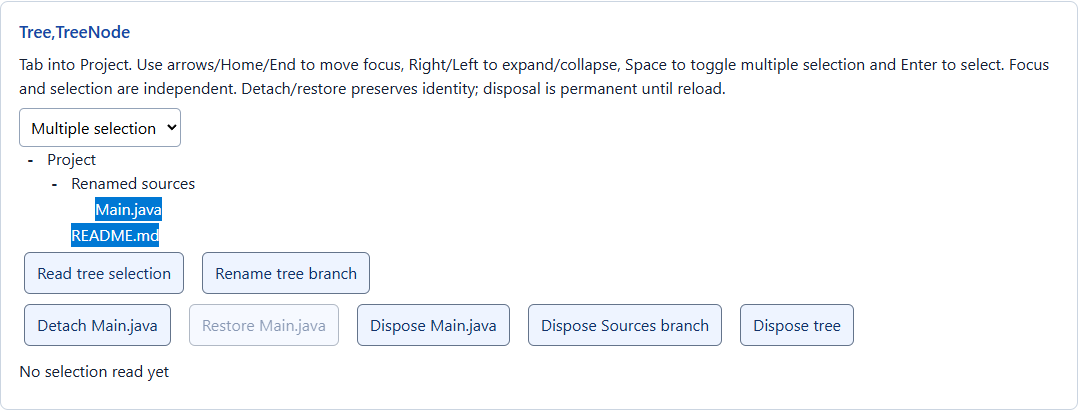 Tree,TreeNode
Tab into Project. Use arrows/Home/End to move focus, Right/Left to expand/collapse, Space to toggle multiple selection and Enter to select. Focus
and selection are independent. Detach/restore preserves identity; disposal is permanent until reload.
Multiple selection
- Project
- Renamed sources
Main.java
README.md
Read tree selection Rename tree branch
Detach Main.java Restore Main.java Dispose Main.java Dispose Sources branch Dispose tree
No selection read yet